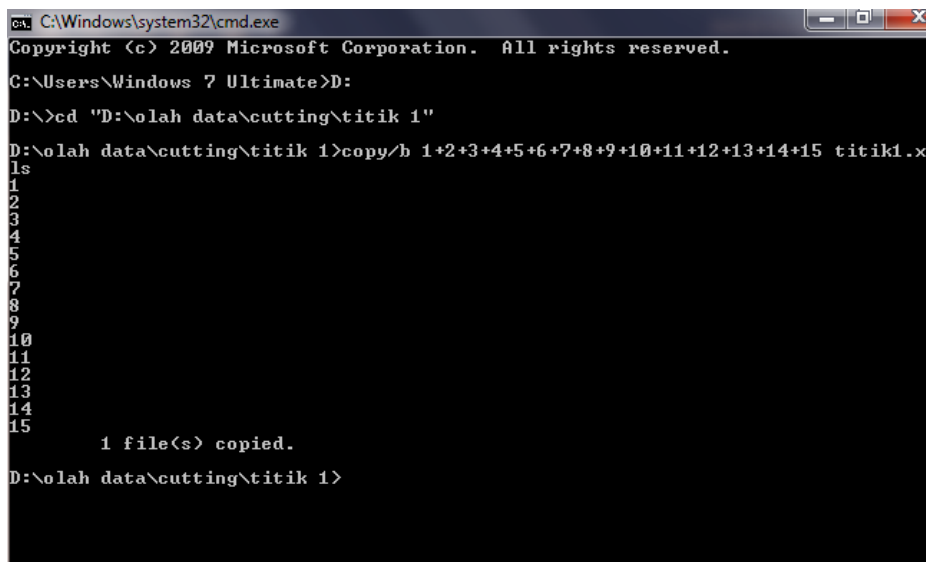 C:\Windows\system32\cmd.exe
Copyright (c) 2009 Microsoft Corporation.  All rights reserved.
C:\Users\Windows 7 Ultimate>D:
D:\>cd "D:\olah data\cutting\titik 1"
D:\olah data\cutting\titik 1>copy/b 1+2+3+4+5+6+7+8+9+10+11+12+13+14+15 titik1.x
ls
1
2
3
4
5
6
7
8
9
10
11
12
13
14
15
        1 file(s) copied.
D:\olah data\cutting\titik 1>